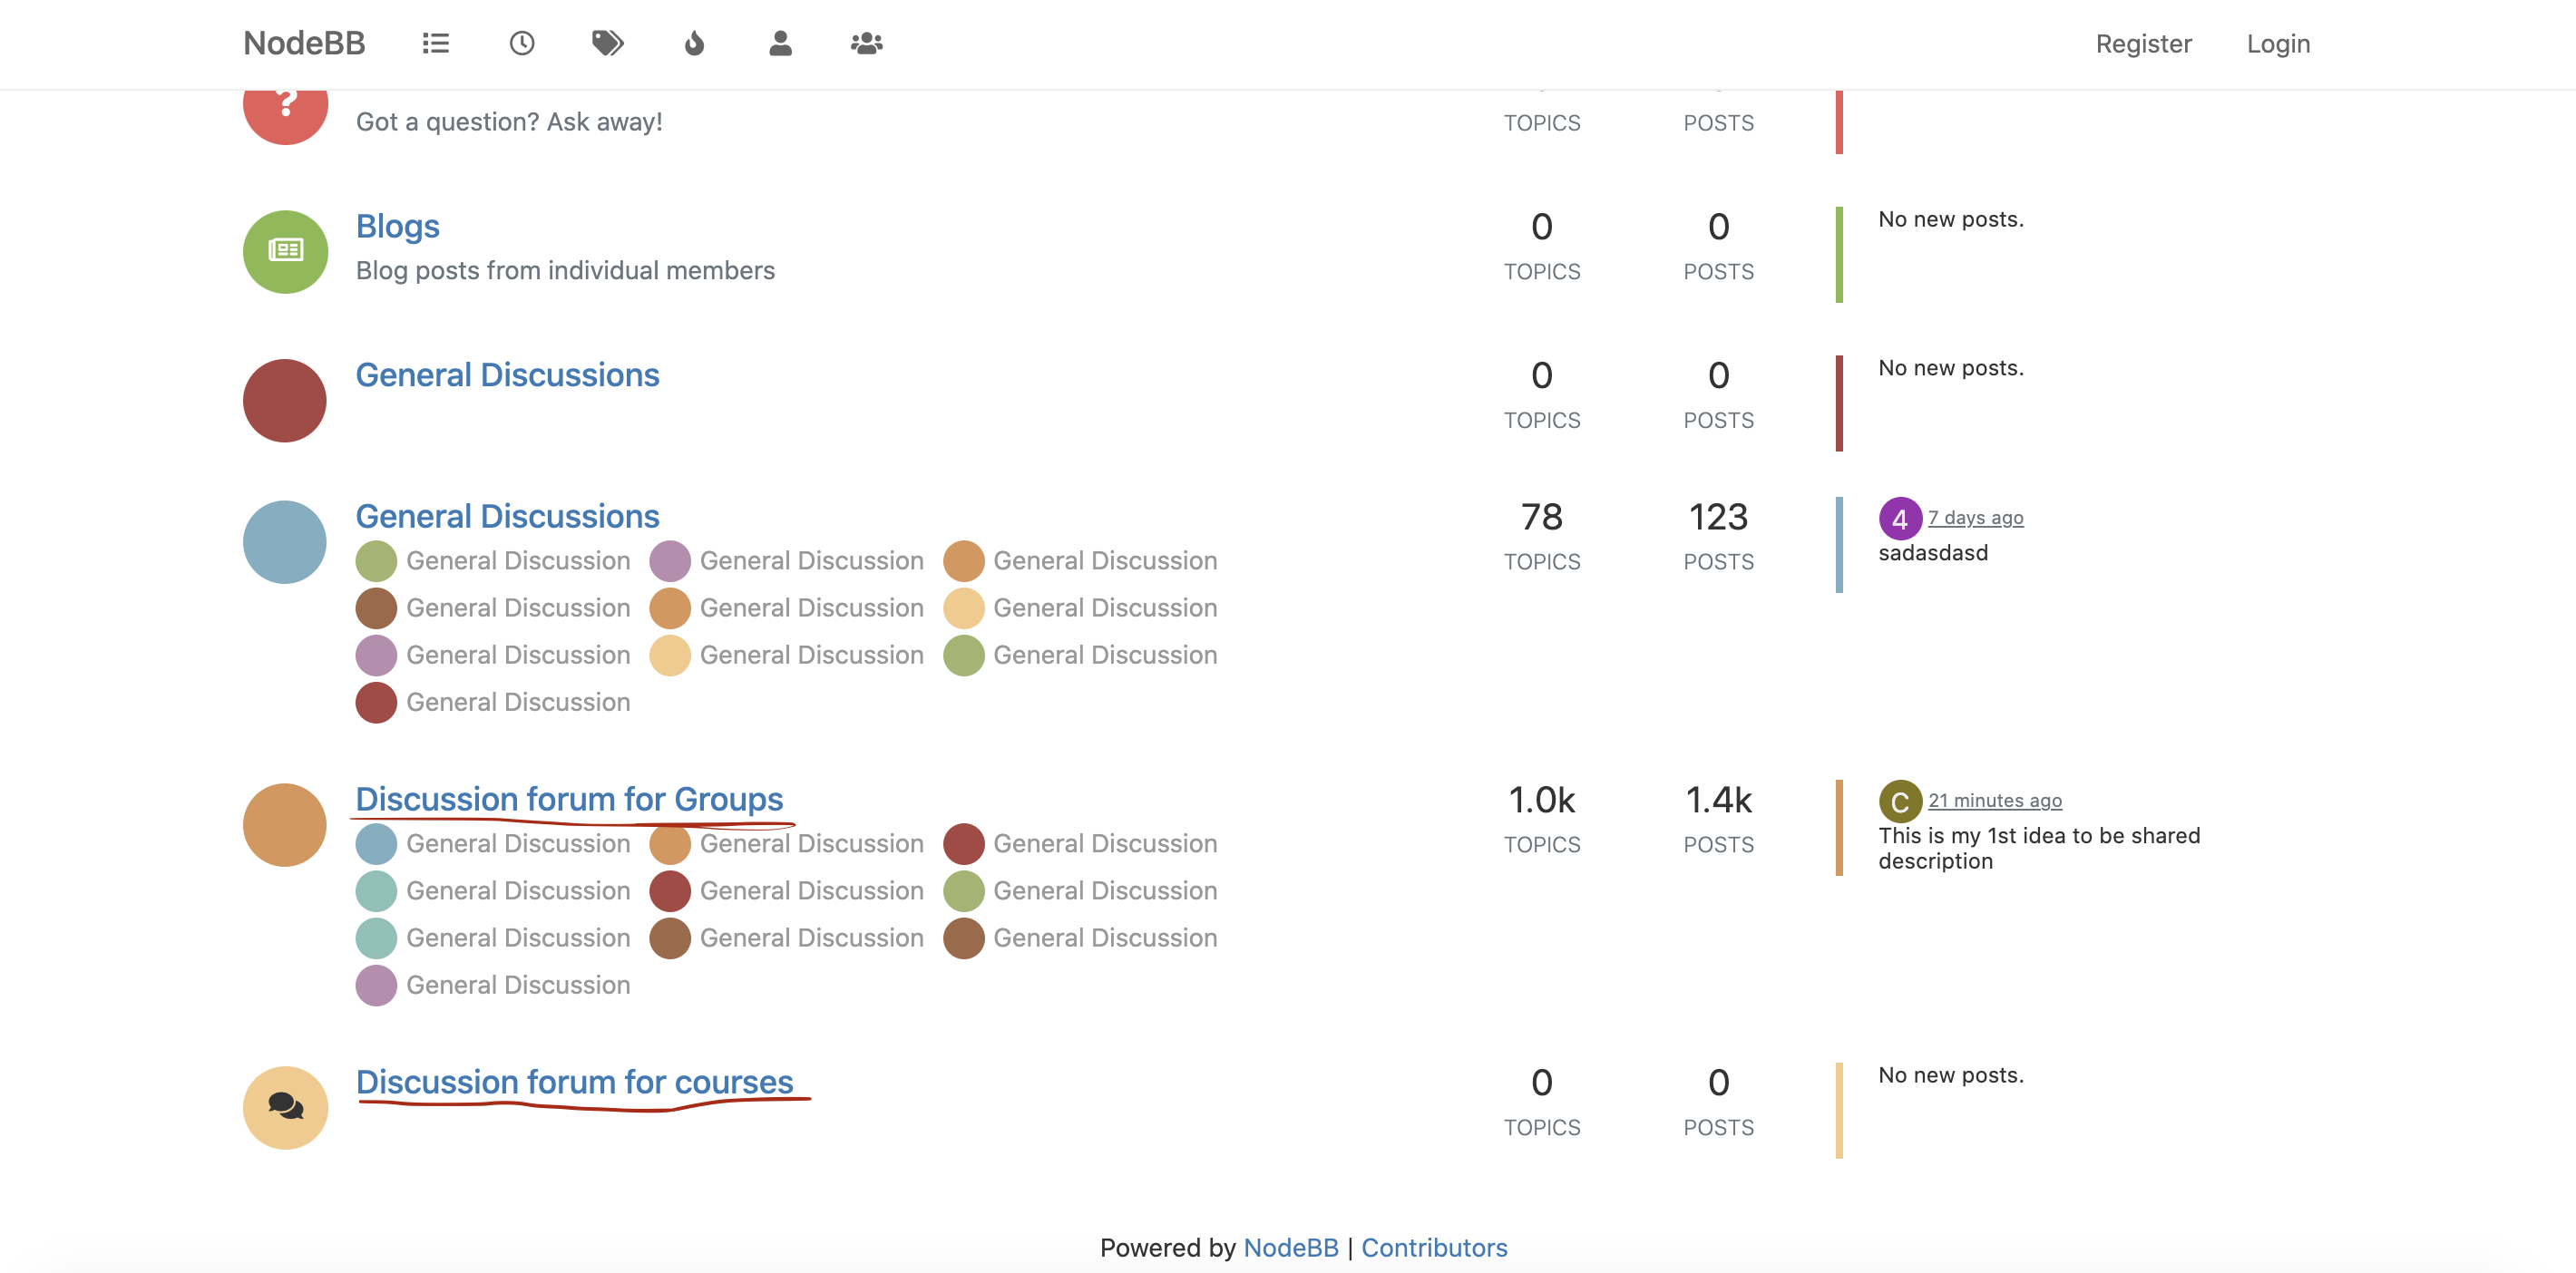 NodeBB Register Login
Got a question? Ask away!
TOPICS POSTS
Blogs 0 0 No new posts.
Blog posts from individual members TOPICS POSTS
General Discussions 0 0 No new posts.
TOPICS POSTS
General Discussions 78 123 4 7 days ago
General Discussion General Discussion General Discussion TOPICS POSTS sadasdasd
General Discussion General Discussion General Discussion
General Discussion General Discussion General Discussion
General Discussion
Discussion forum for Groups 1.0k 1.4k C 21 minutes ago
General Discussion General Discussion General Discussion TOPICS POSTS This is my 1st idea to be shared
description
General Discussion General Discussion General Discussion
General Discussion General Discussion General Discussion
General Discussion
Discussion forum for courses 0 0 No new posts.
TOPICS POSTS
Powered by NodeBB | Contributors